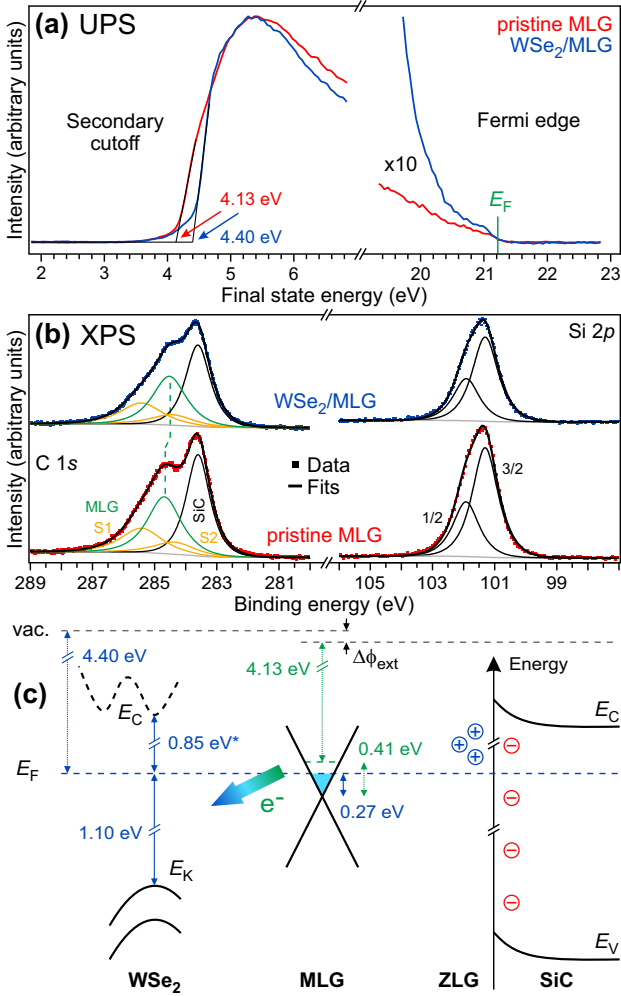 (a) UPS
pristine MLG
WSe2/MLG
Secondary
cutoff
Fermi edge
x10
EF
4.13 eV
4.40 eV
Intensity (arbitrary units)
2 3 4 5 6 20 21 22 23
Final state energy (eV)
(b) XPS
Si 2p
WSe2/MLG
C 1s
Data
Fits
MLG
S1
SiC
S2
1/2
3/2
pristine MLG
Intensity (arbitrary units)
289 287 285 283 281 105 103 101 99
Binding energy (eV)
vac.
4.40 eV
4.13 eV
Δϕext
Energy
(c)
EC
EC
0.85 eV*
0.41 eV
EF
e-
0.27 eV
1.10 eV
EK
EV
WSe2 MLG ZLG SiC